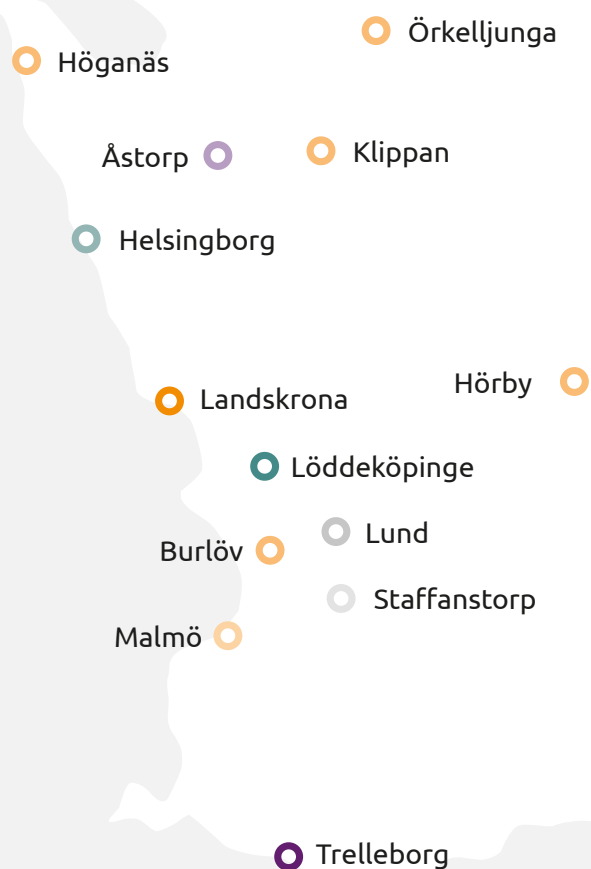 Örkelljunga
Höganäs
Åstorp
Klippan
Helsingborg
Hörby
Landskrona
Löddeköpinge
Lund
Burlöv
Staffanstorp
Malmö
Trelleborg